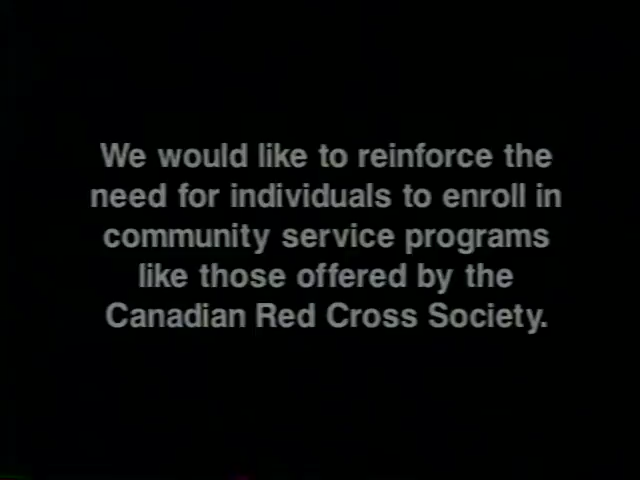 We would like to reinforce the
need for individuals to enroll in
community service programs
like those offered by the
Canadian Red Cross Society.